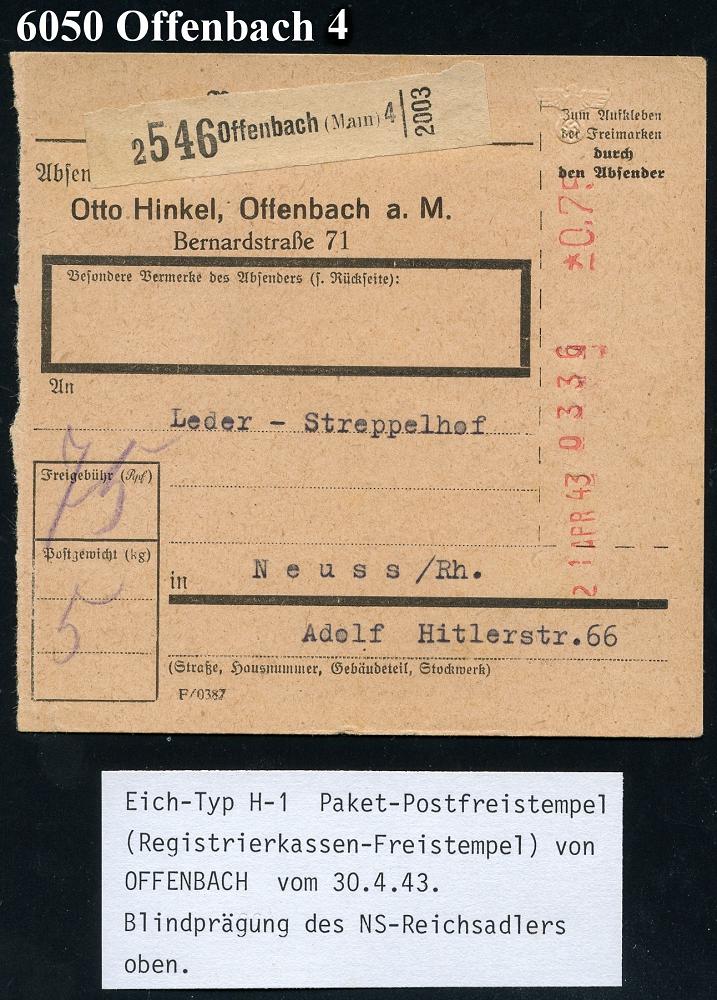 6050 Offenbach 4
2546 Offenbach (Main) 4 2003
Absen
Otto Hinkel, Offenbach a. M.
Bernardstraße 71
Zum Aufkleben
der Freimarken
durch
den Absender
Besondere Vermerke des Absenders (s. Rückseite):
An
Leder - Streppelhof
Freigebühr (Rpf)
75
Postgewicht (kg)
5
in
Neuss/Rh.
Adolf Hitlerstr.66
(Straße, Hausnummer, Gebäudeteil, Stockwerk)
F/0387
21 APR 43 0336 *0,75
Eich-Typ H-1 Paket-Postfreistempel
(Registrierkassen-Freistempel) von
OFFENBACH vom 30.4.43.
Blindprägung des NS-Reichsadlers
oben.